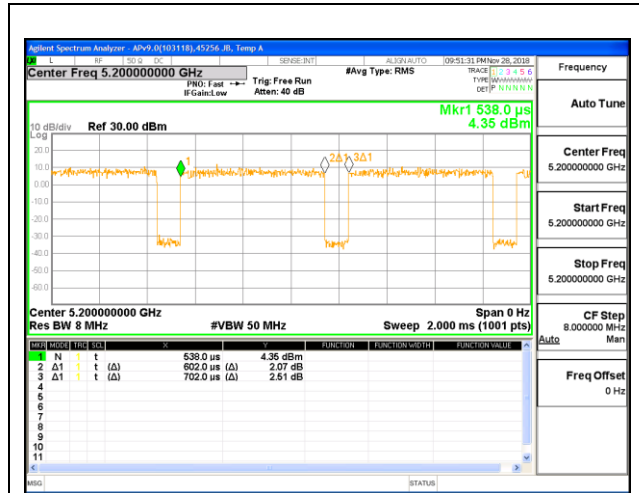 Agilent Spectrum Analyzer - APv9.0(103118),45256 JB, Temp A
L RF 50 Ω DC SENSE:INT ALIGN AUTO 09:51:31 PM Nov 28, 2018
Center Freq 5.200000000 GHz #Avg Type: RMS TRACE 1 2 3 4 5 6
PNO: Fast Trig: Free Run TYPE
IFGain:Low Atten: 40 dB DET P N N N N N
Frequency
Auto Tune
Mkr1 538.0 µs
4.35 dBm
10 dB/div Ref 30.00 dBm
Log
20.0
10.0
0.00
-10.0
-20.0
-30.0
-40.0
-50.0
-60.0
1 2Δ1 3Δ1
Center 5.200000000 GHz Span 0 Hz
Res BW 8 MHz #VBW 50 MHz Sweep 2.000 ms (1001 pts)
MKR MODE TRC SCL X Y FUNCTION FUNCTION WIDTH FUNCTION VALUE
1 N 1 t 538.0 µs 4.35 dBm
2 Δ1 1 t (Δ) 602.0 µs (Δ) 2.07 dB
3 Δ1 1 t (Δ) 702.0 µs (Δ) 2.51 dB
4
5
6
7
8
9
10
11
Center Freq
5.200000000 GHz
Start Freq
5.200000000 GHz
Stop Freq
5.200000000 GHz
CF Step
8.000000 MHz
Auto Man
Freq Offset
0 Hz
MSG STATUS